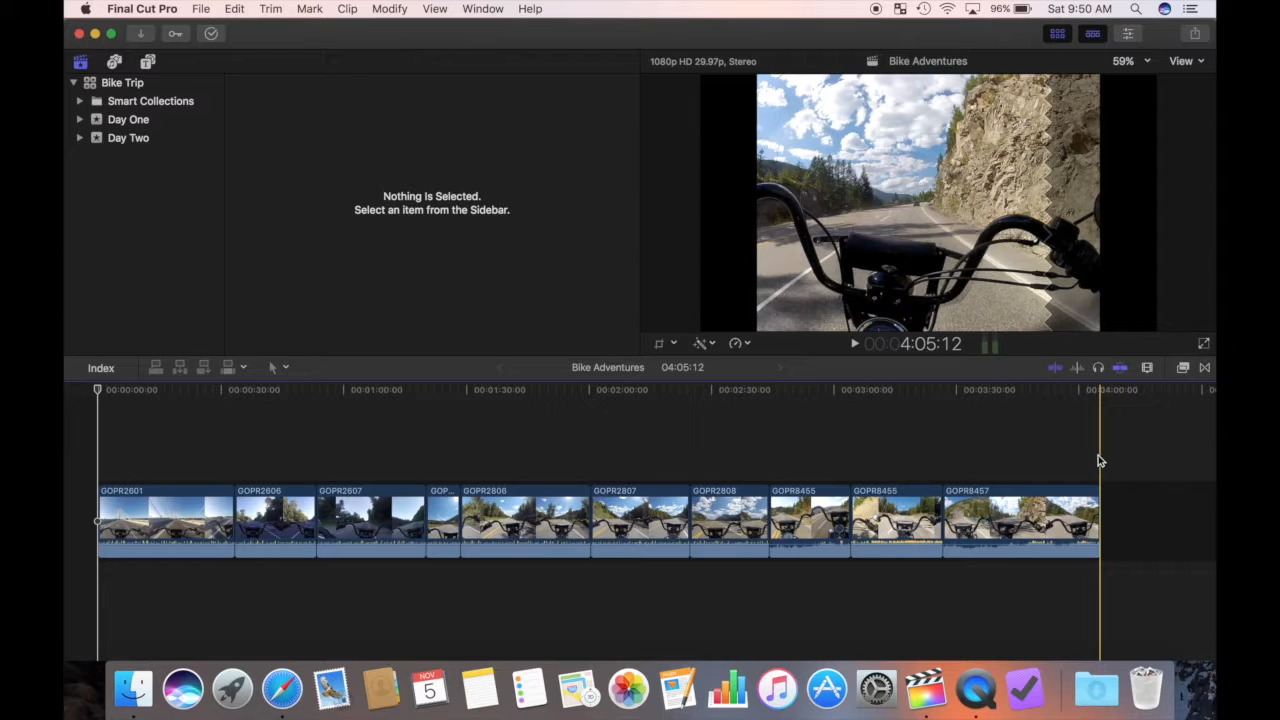 Final Cut Pro File Edit Trim Mark Clip Modify View Window Help 96% Sat 9:50 AM
1080p HD 29.97p, Stereo Bike Adventures 59% View
Bike Trip
Smart Collections
Day One
Day Two
Nothing Is Selected.
Select an item from the Sidebar.
00:04:05:12
Index Bike Adventures 04:05:12
00:00:00:00 00:00:30:00 00:01:00:00 00:01:30:00 00:02:00:00 00:02:30:00 00:03:00:00 00:03:30:00 00:04:00:00
GOPR2601 GOPR2606 GOPR2607 GOP... GOPR2806 GOPR2807 GOPR2808 GOPR8455 GOPR8455 GOPR8457
NOV
5